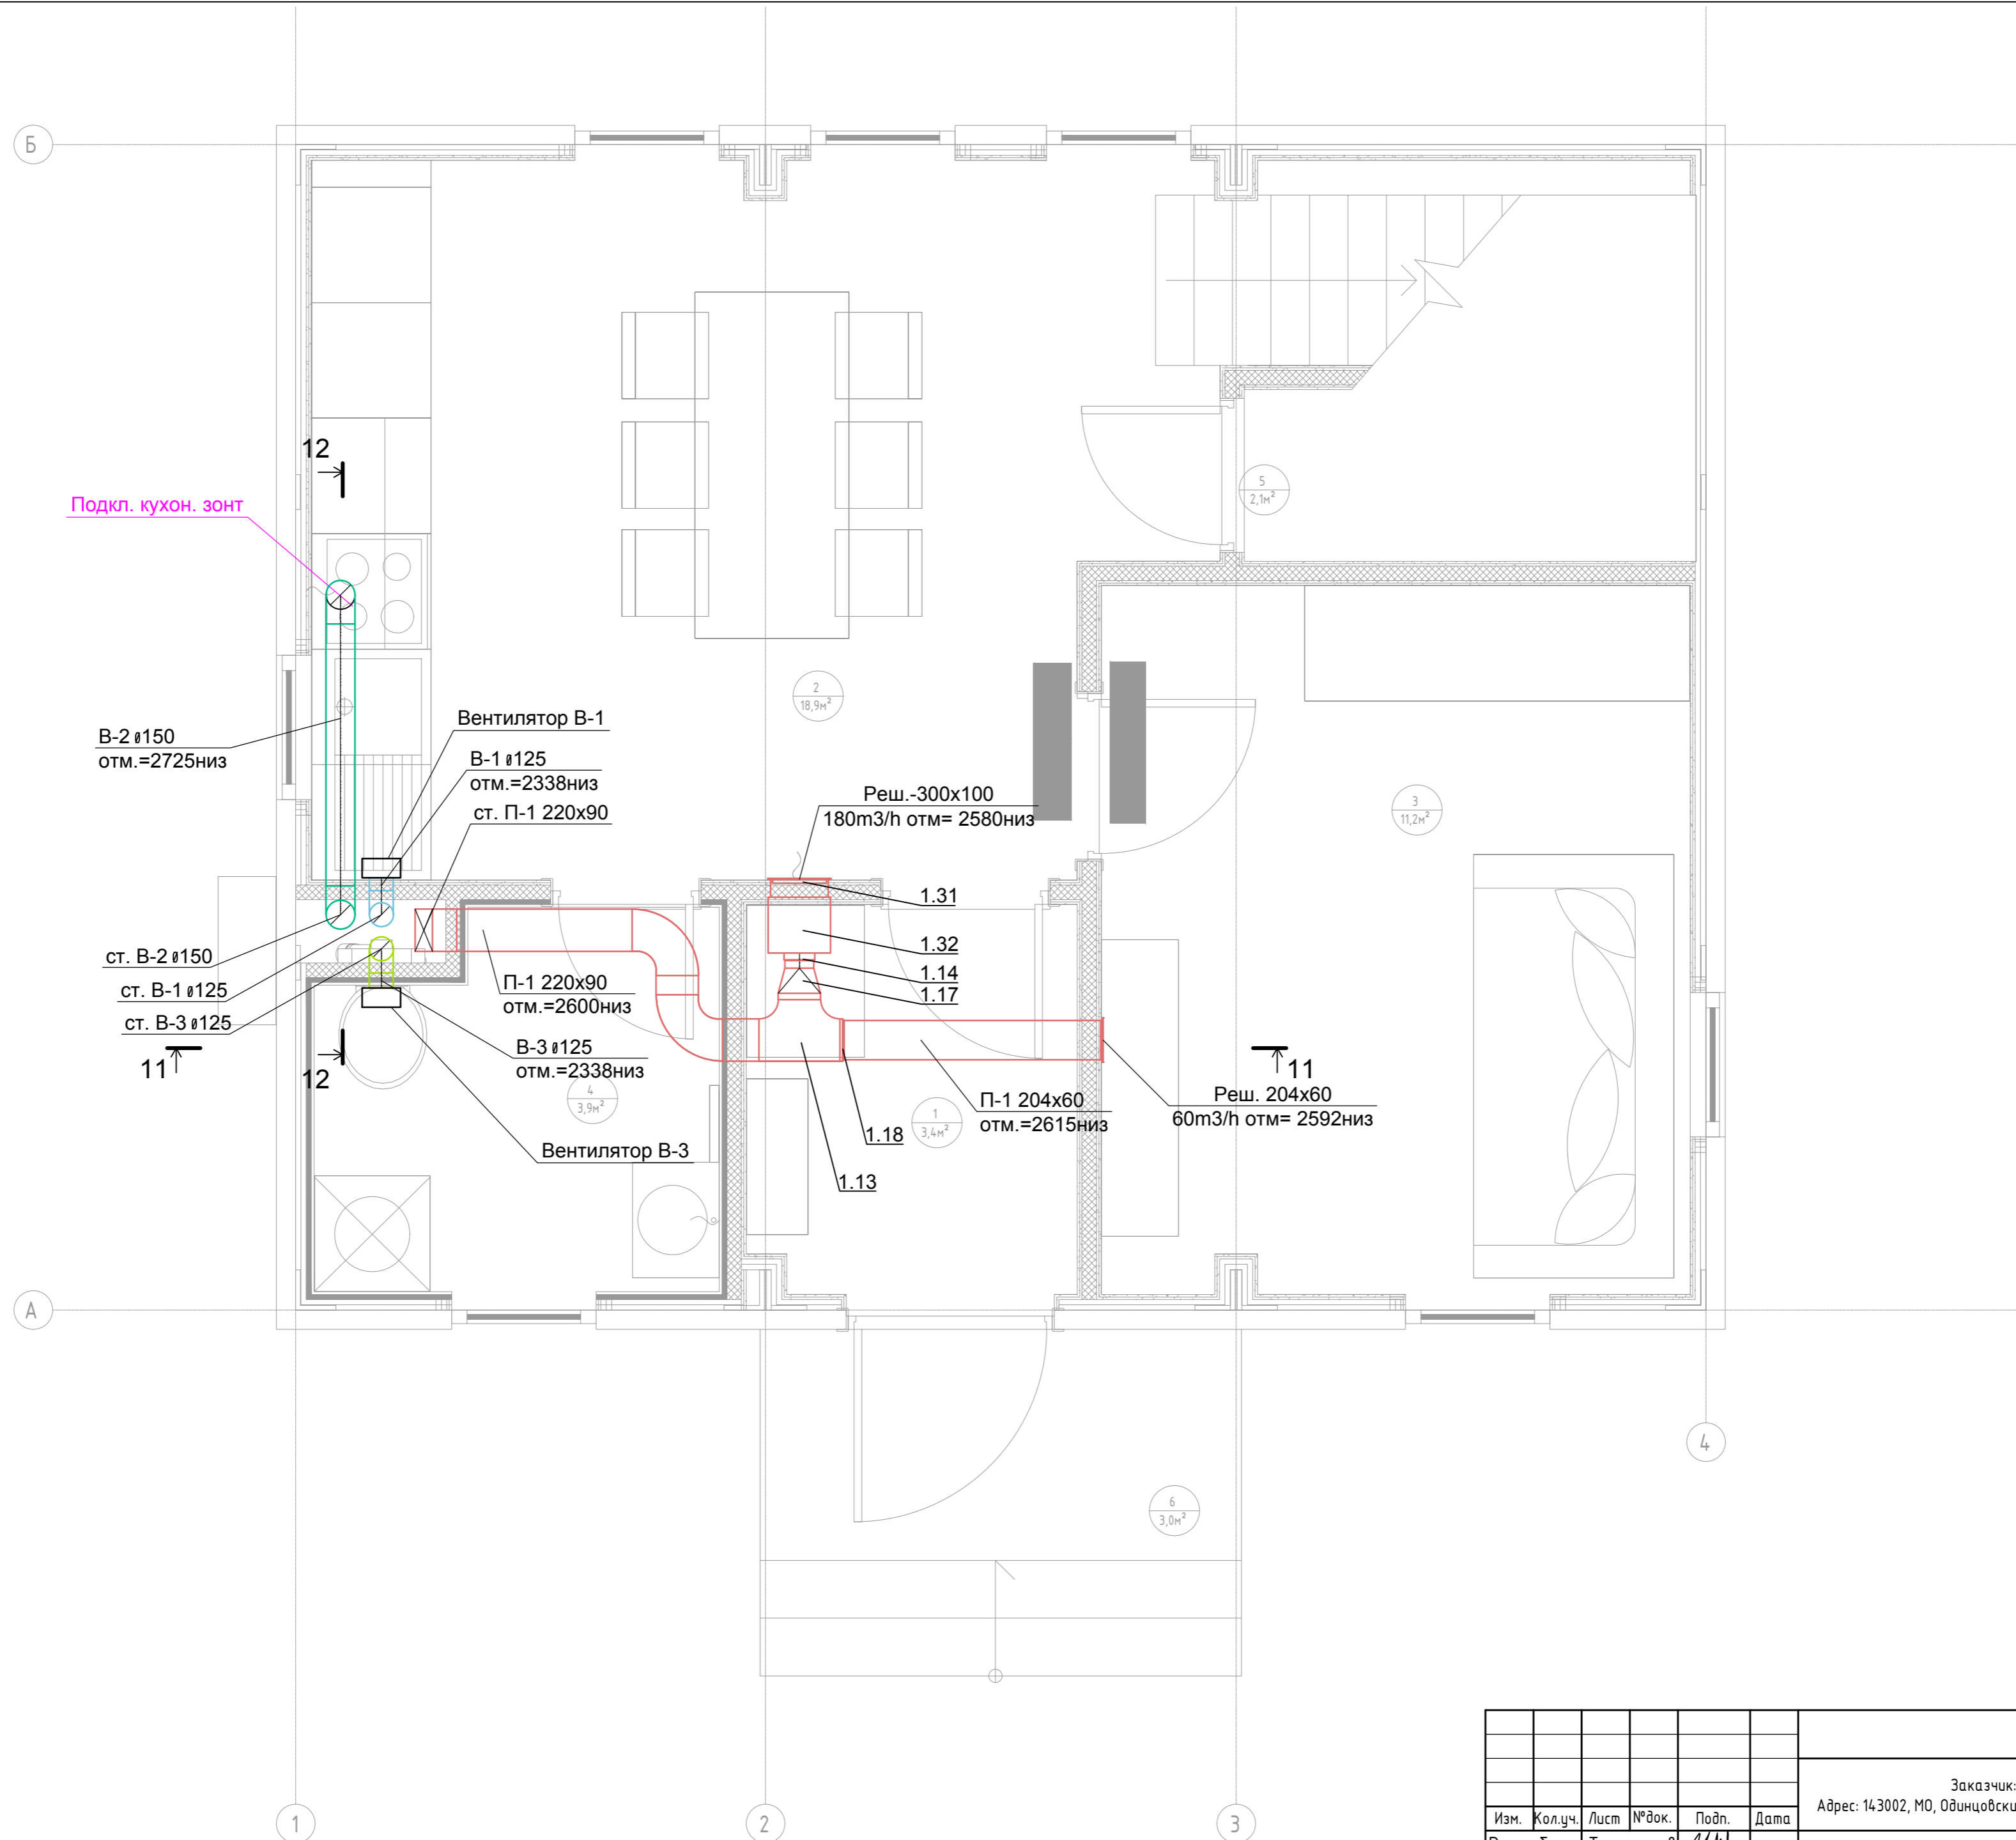 Б
12
Подкл. кухон. зонт
5
2,1м²
2
18,9м²
В-2 ø150
отм.=2725низ
Вентилятор В-1
В-1 ø125
отм.=2338низ
ст. П-1 220х90
Реш.-300х100
180m3/h отм= 2580низ
3
11,2м²
1.31
1.32
1.14
1.17
ст. В-2 ø150
ст. В-1 ø125
ст. В-3 ø125
П-1 220х90
отм.=2600низ
В-3 ø125
отм.=2338низ
11
12
11
4
3,9м²
Реш. 204х60
60m3/h отм= 2592низ
П-1 204х60
отм.=2615низ
1
3,4м²
1.18
Вентилятор В-3
1.13
А
4
6
3,0м²
Заказчик:
Адрес: 143002, МО, Одинцовски
Изм. Кол.уч. Лист №док. Подп. Дата
1
2
3